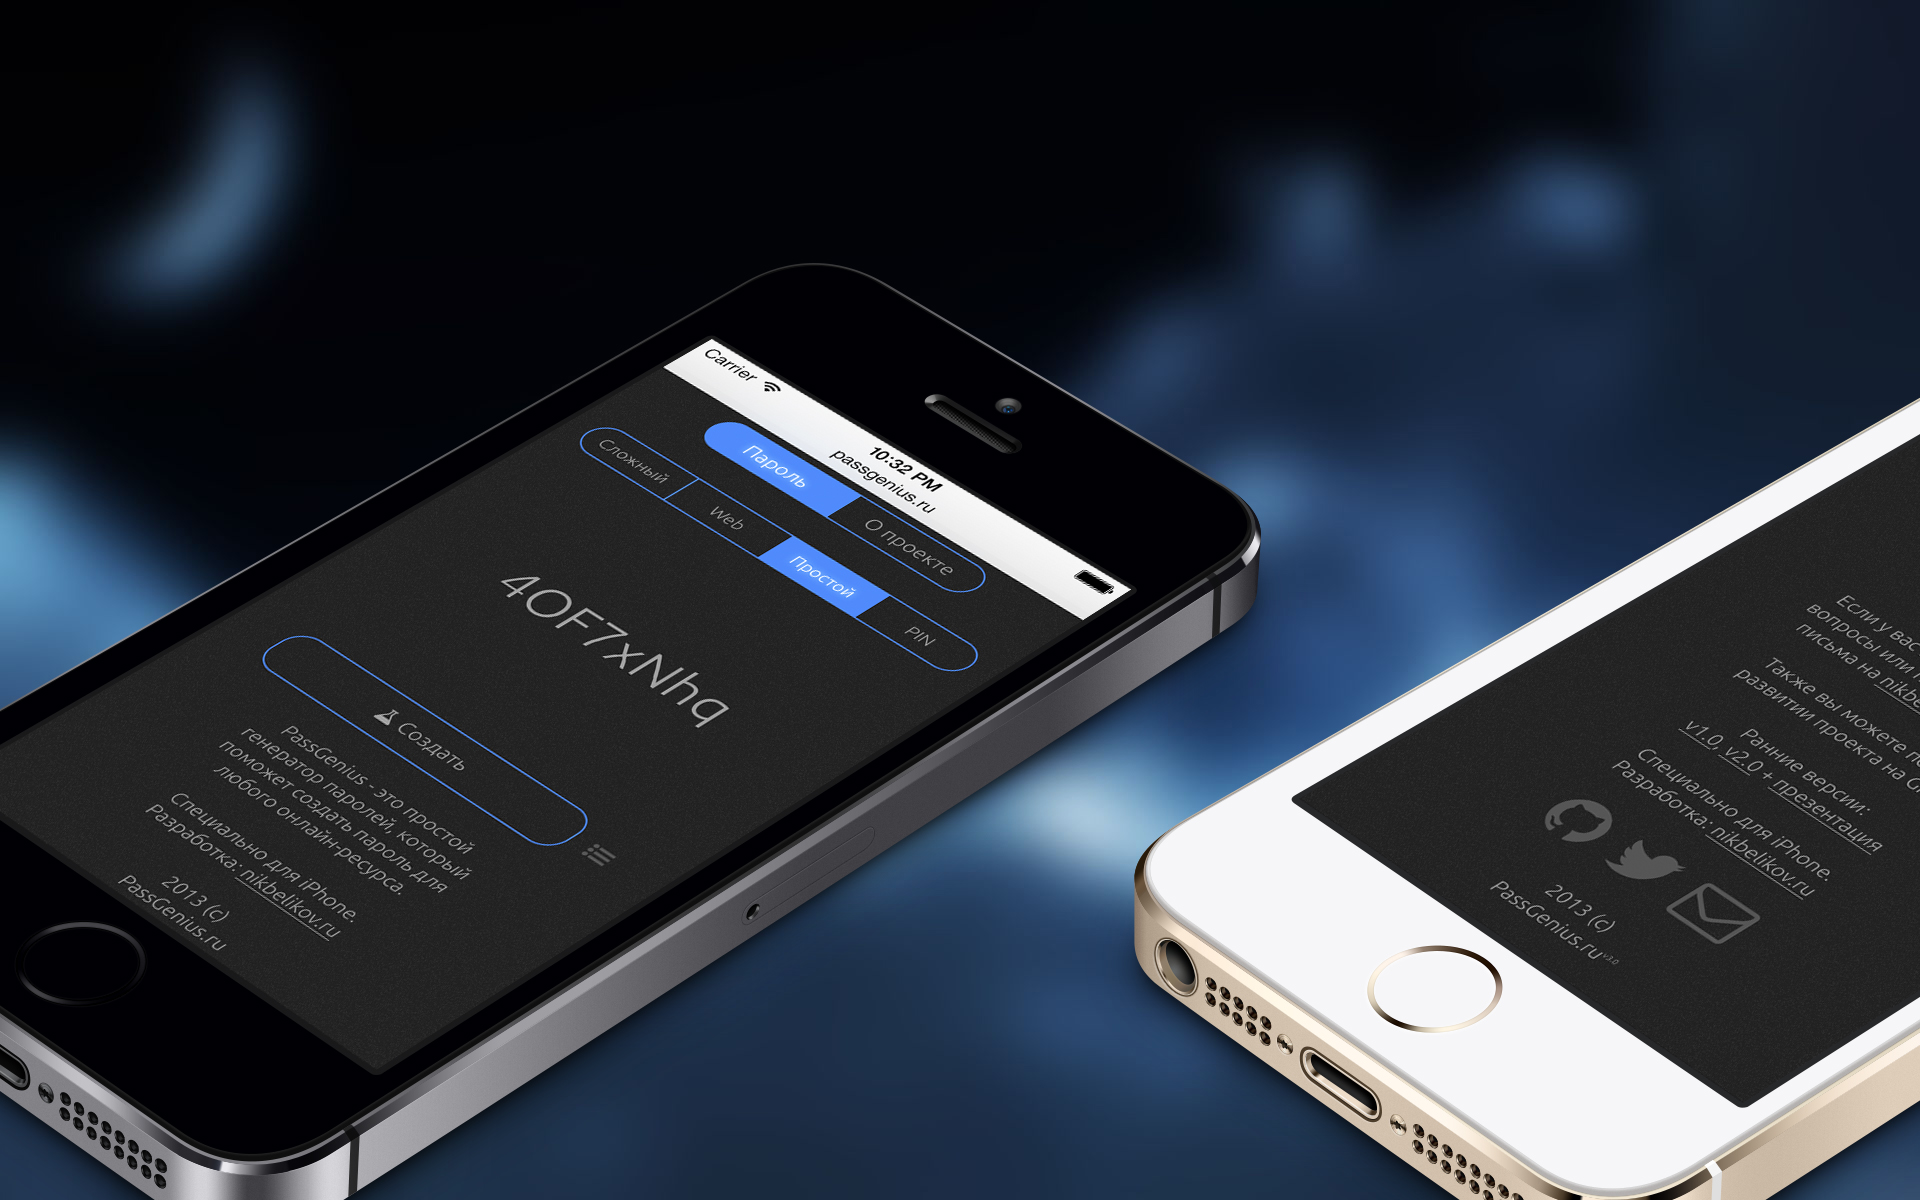 Carrier
10:32 PM
passgenius.ru
Пароль
О проекте
Сложный
Web
Простой
PIN
4OF7xNhq
Создать
PassGenius - это простой
генератор паролей, который
поможет создать пароль для
любого онлайн-ресурса.
Специально для iPhone.
Разработка: nikbelikov.ru
2013 (c)
PassGenius.ru
Если у вас
вопросы или
письма на
Также вы можете
развитии проекта на
Ранние версии:
v1.0, v2.0 + презентация
Специально для iPhone.
Разработка: nikbelikov.ru
2013 (c)
PassGenius.ru v3.0